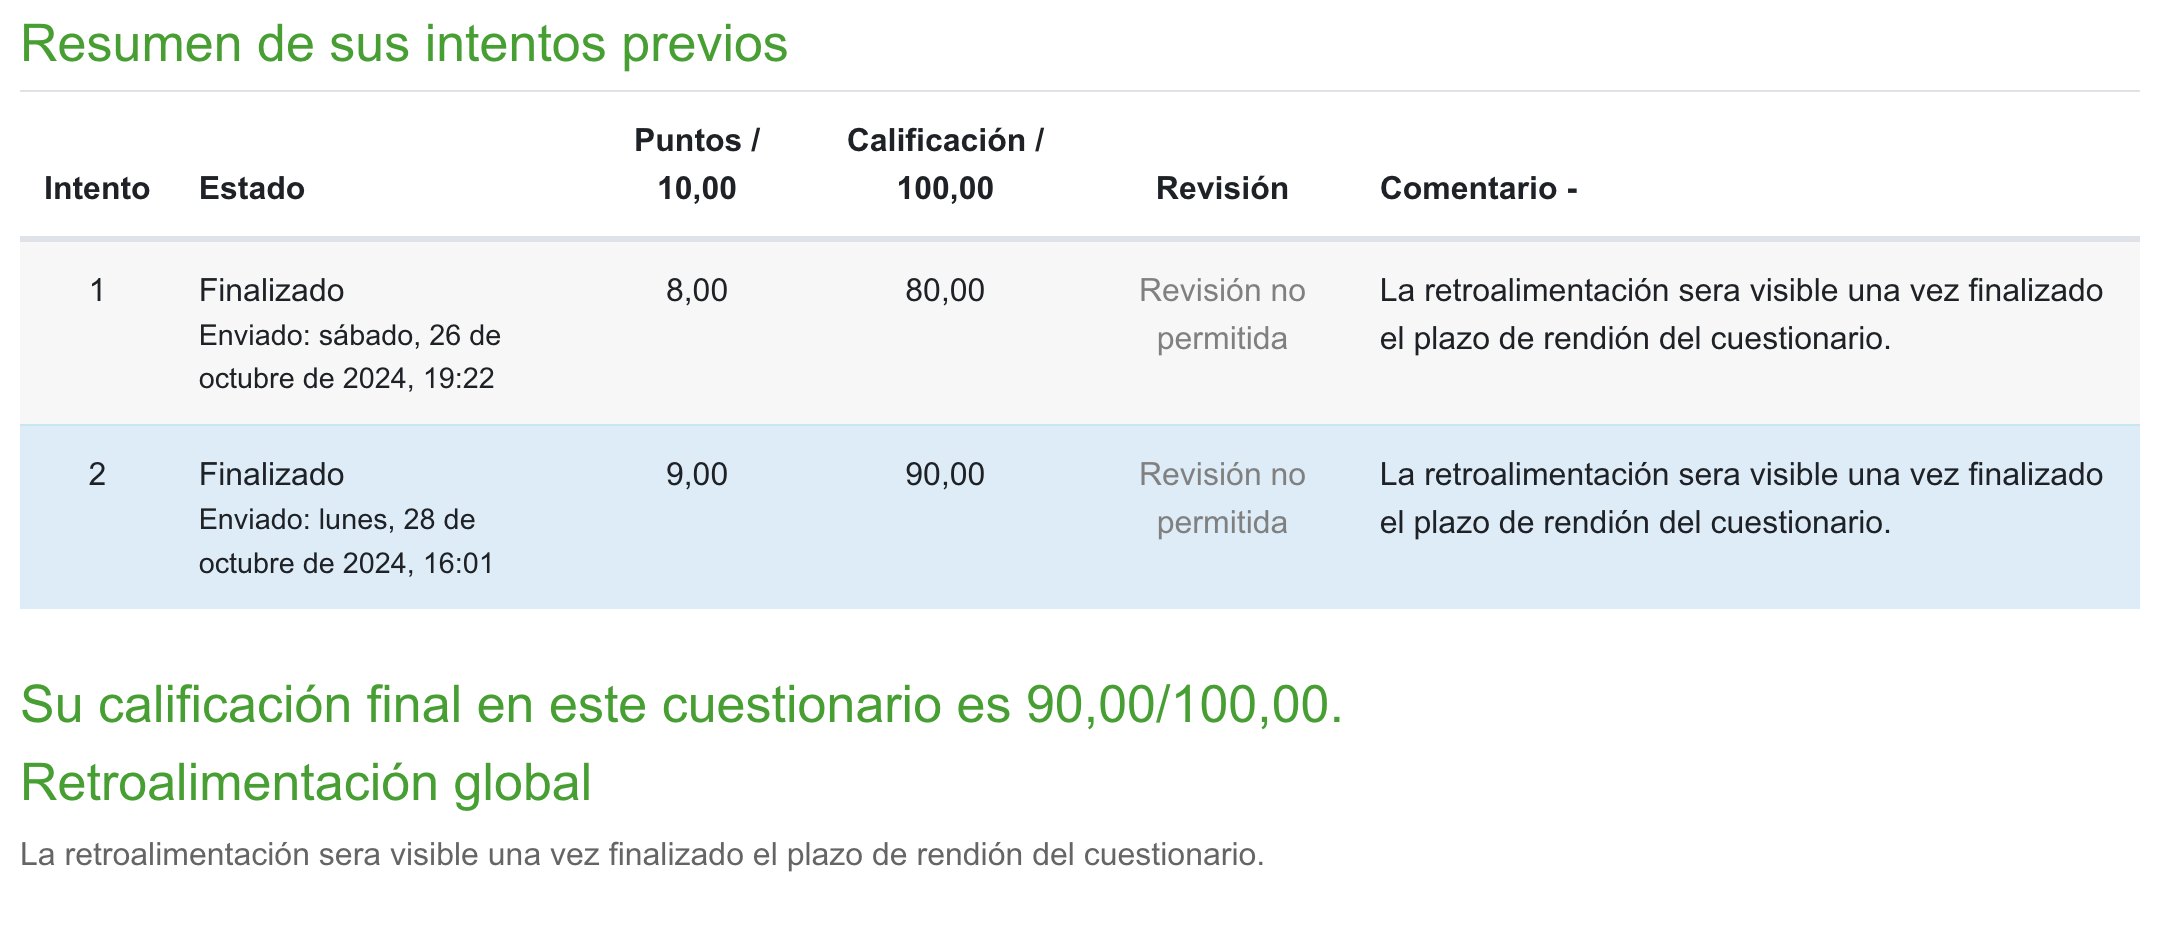 Resumen de sus intentos previos
Puntos / Calificación /
Intento Estado 10,00 100,00 Revisión Comentario -
1 Finalizado 8,00 80,00 Revisión no La retroalimentación sera visible una vez finalizado
Enviado: sábado, 26 de permitida el plazo de rendión del cuestionario.
octubre de 2024, 19:22
2 Finalizado 9,00 90,00 Revisión no La retroalimentación sera visible una vez finalizado
Enviado: lunes, 28 de permitida el plazo de rendión del cuestionario.
octubre de 2024, 16:01
Su calificación final en este cuestionario es 90,00/100,00.
Retroalimentación global
La retroalimentación sera visible una vez finalizado el plazo de rendión del cuestionario.